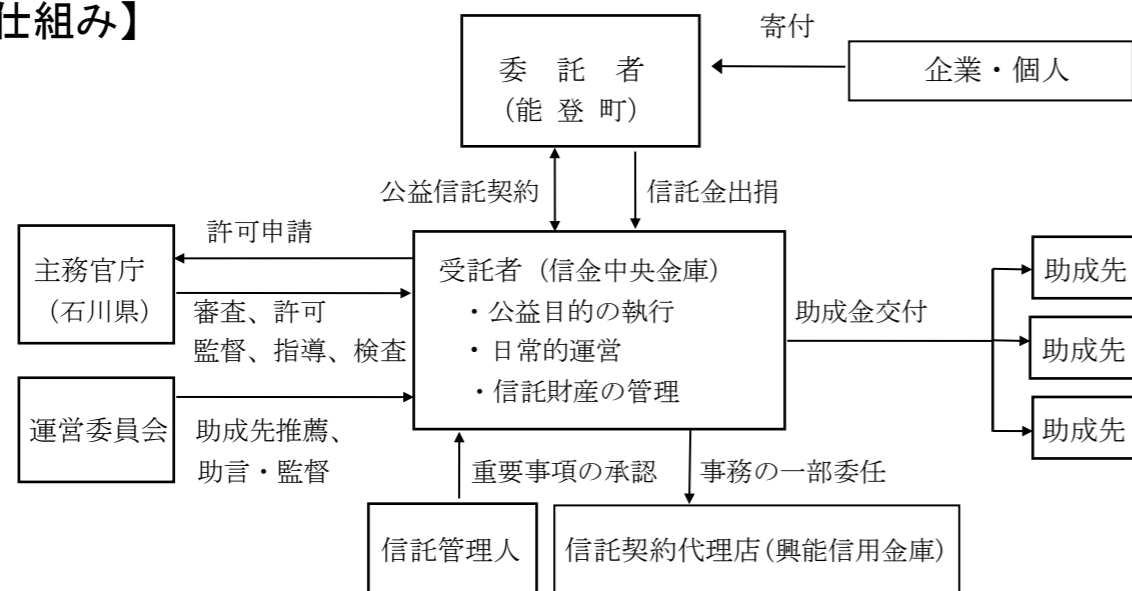 仕組み】
寄付
委 託 者
(能 登 町)
企業・個人
公益信託契約
信託金出捐
許可申請
主務官庁
(石川県)
審査、許可
監督、指導、検査
受託者 (信金中央金庫)
・公益目的の執行
・日常的運営
・信託財産の管理
助成金交付
助成先
助成先
助成先
運営委員会
助成先推薦、
助言・監督
重要事項の承認
事務の一部委任
信託管理人
信託契約代理店(興能信用金庫)